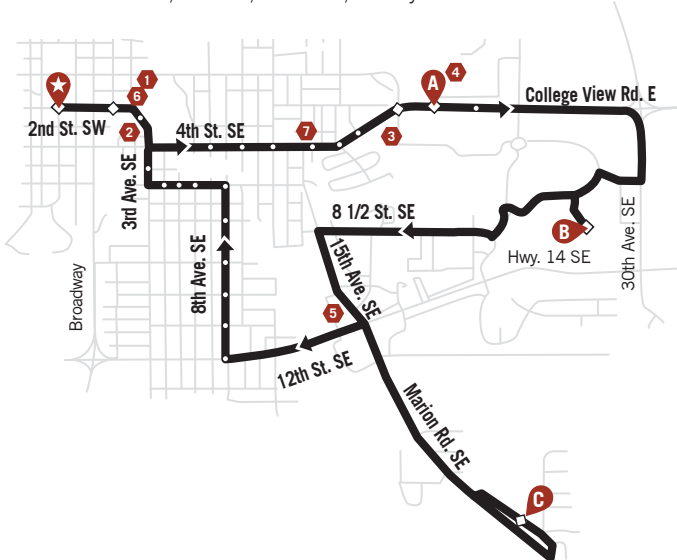 1
6
A
4
College View Rd. E
2nd St. SW
2
4th St. SE
7
3
3rd Ave. SE
8 1/2 St. SE
B
Hwy. 14 SE
30th Ave. SE
8th Ave. SE
15th Ave. SE
Broadway
5
12th St. SE
Marion Rd. SE
C